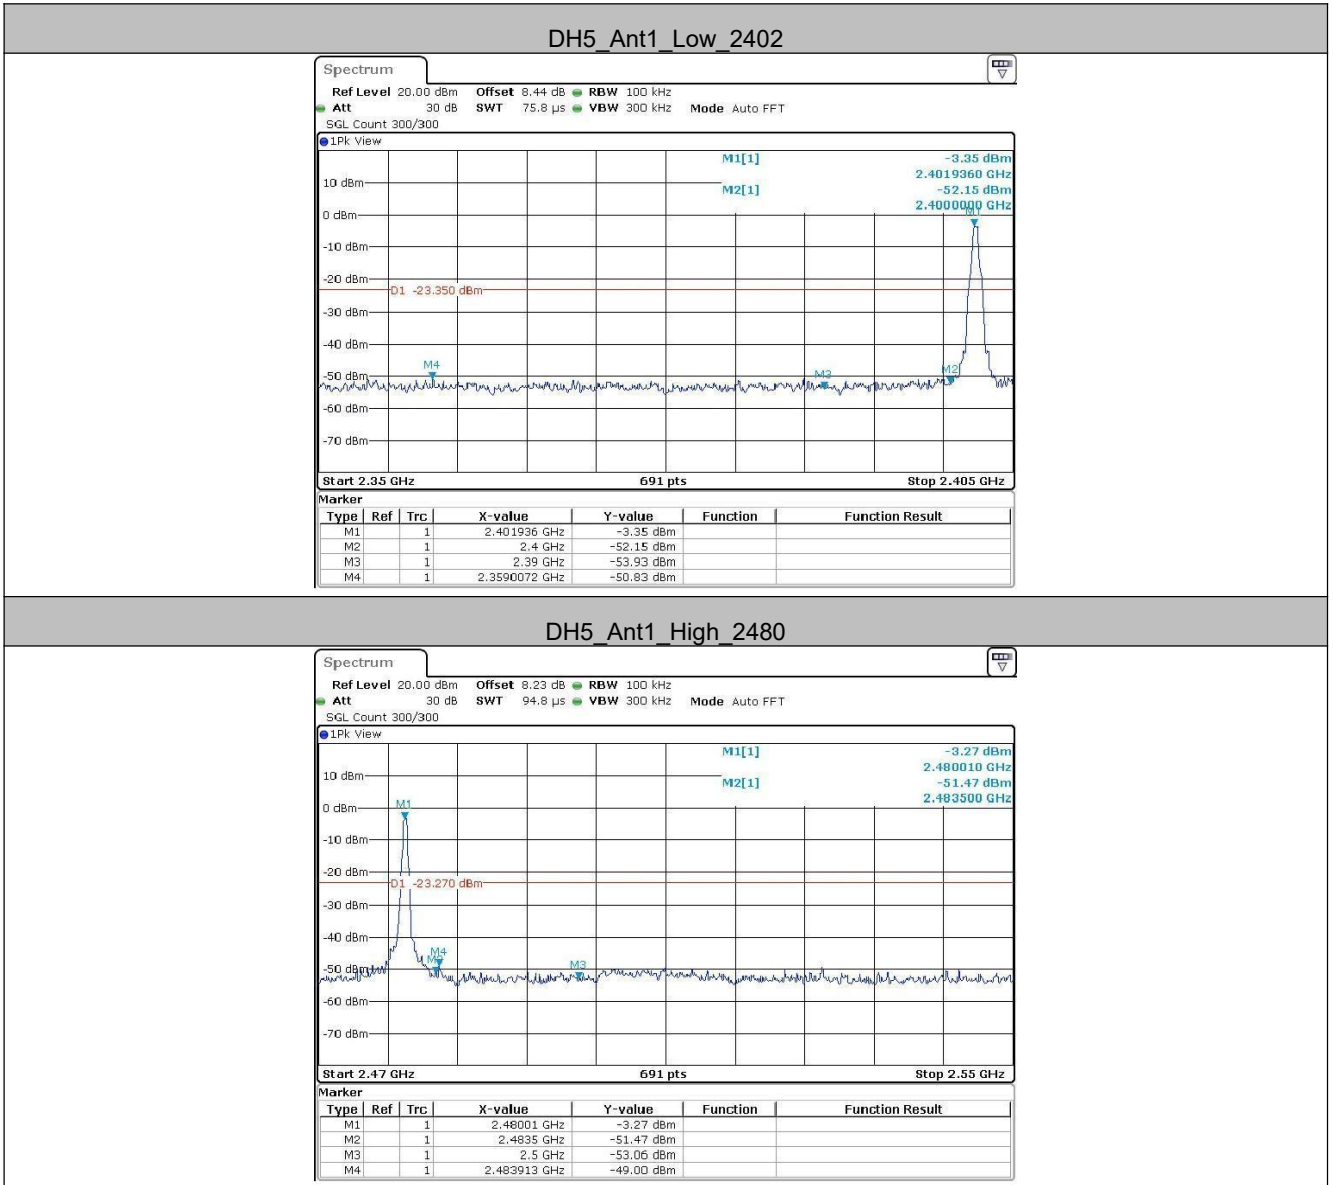 DH5_Ant1_Low_2402
Spectrum
Ref Level 20.00 dBm Offset 8.44 dB RBW 100 kHz
Att 30 dB SWT 75.8 µs VBW 300 kHz Mode Auto FFT
SGL Count 300/300
1Pk View
M1[1] -3.35 dBm
2.4019360 GHz
10 dBm
M2[1] -52.15 dBm
2.4000000 GHz
M1
0 dBm
-10 dBm
-20 dBm
D1 -23.350 dBm
-30 dBm
-40 dBm
M4
M3
M2
-50 dBm
-60 dBm
-70 dBm
Start 2.35 GHz 691 pts Stop 2.405 GHz
Marker
Type Ref Trc X-value Y-value Function Function Result
M1 1 2.401936 GHz -3.35 dBm
M2 1 2.4 GHz -52.15 dBm
M3 1 2.39 GHz -53.93 dBm
M4 1 2.3590072 GHz -50.83 dBm
DH5_Ant1_High_2480
Spectrum
Ref Level 20.00 dBm Offset 8.23 dB RBW 100 kHz
Att 30 dB SWT 94.8 µs VBW 300 kHz Mode Auto FFT
SGL Count 300/300
1Pk View
M1[1] -3.27 dBm
2.480010 GHz
10 dBm
M2[1] -51.47 dBm
2.483500 GHz
M1
0 dBm
-10 dBm
-20 dBm
D1 -23.270 dBm
-30 dBm
-40 dBm
M4
M3
-50 dBm
-60 dBm
-70 dBm
Start 2.47 GHz 691 pts Stop 2.55 GHz
Marker
Type Ref Trc X-value Y-value Function Function Result
M1 1 2.48001 GHz -3.27 dBm
M2 1 2.4835 GHz -51.47 dBm
M3 1 2.5 GHz -53.06 dBm
M4 1 2.483913 GHz -49.00 dBm